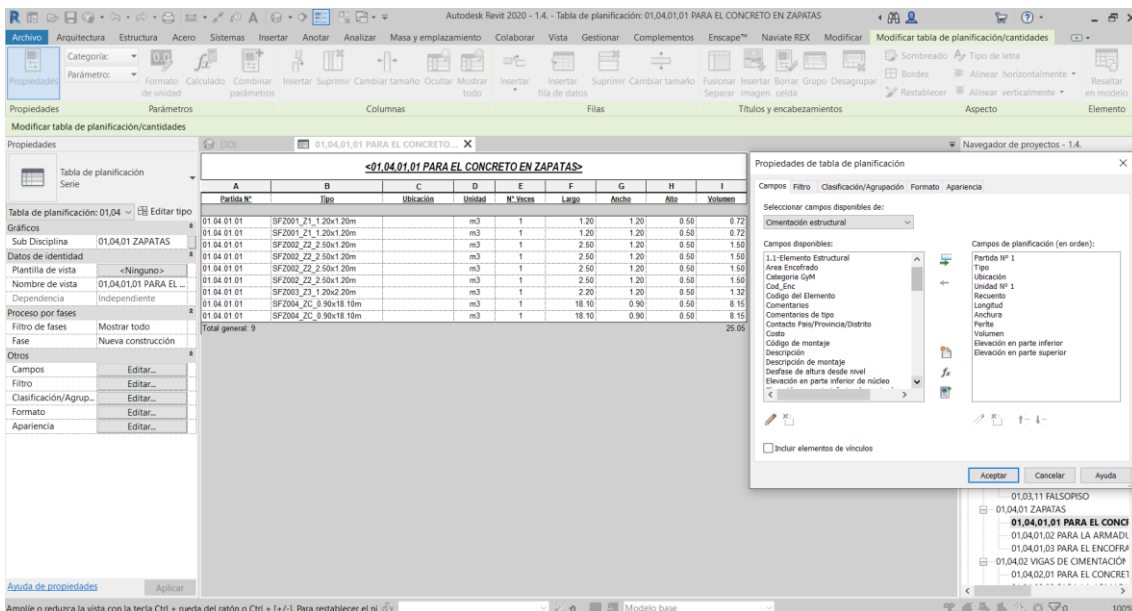 Autodesk Revit 2020 - 1.4. - Tabla de planificación: 01,04,01,01 PARA EL CONCRETO EN ZAPATAS
Archivo Arquitectura Estructura Acero Sistemas Insertar Anotar Analizar Masa y emplazamiento Colaborar Vista Gestionar Complementos Enscape™ Naviate REX Modificar Modificar tabla de planificación/cantidades
Categoría:
Parámetro:
Propiedades
Formato de unidad
Calculado
Combinar parámetros
Insertar Suprimir Cambiar tamaño Ocultar Mostrar todo
Insertar
Insertar fila de datos
Suprimir Cambiar tamaño
Fusionar Separar
Insertar imagen
Borrar celda
Grupo Desagrupar
Sombreado
Bordes
Restablecer
Tipo de letra
Alinear horizontalmente
Alinear verticalmente
Resaltar en modelo
Propiedades Parámetros Columnas Filas Títulos y encabezamientos Aspecto Elemento
Modificar tabla de planificación/cantidades
Propiedades
Tabla de planificación
Serie
Tabla de planificación: 01,04
Editar tipo
Gráficos
Sub Disciplina 01,04,01 ZAPATAS
Datos de identidad
Plantilla de vista <Ninguno>
Nombre de vista 01,04,01,01 PARA EL ...
Dependencia Independiente
Proceso por fases
Filtro de fases Mostrar todo
Fase Nueva construcción
Otros
Campos Editar...
Filtro Editar...
Clasificación/Agrup... Editar...
Formato Editar...
Apariencia Editar...
Ayuda de propiedades
Aplicar
{3D}
01,04,01,01 PARA EL CONCRETO... X
<01,04,01,01 PARA EL CONCRETO EN ZAPATAS>
A B C D E F G H I
Partida N° Tipo Ubicación Unidad N° Veces Largo Ancho Alto Volumen
01.04.01.01 SFZ001_Z1_1.20x1.20m m3 1 1.20 1.20 0.50 0.72
01.04.01.01 SFZ001_Z1_1.20x1.20m m3 1 1.20 1.20 0.50 0.72
01.04.01.01 SFZ002_Z2_2.50x1.20m m3 1 2.50 1.20 0.50 1.50
01.04.01.01 SFZ002_Z2_2.50x1.20m m3 1 2.50 1.20 0.50 1.50
01.04.01.01 SFZ002_Z2_2.50x1.20m m3 1 2.50 1.20 0.50 1.50
01.04.01.01 SFZ002_Z2_2.50x1.20m m3 1 2.50 1.20 0.50 1.50
01.04.01.01 SFZ003_Z3_1.20x2.20m m3 1 2.20 1.20 0.50 1.32
01.04.01.01 SFZ004_ZC_0.90x18.10m m3 1 18.10 0.90 0.50 8.15
01.04.01.01 SFZ004_ZC_0.90x18.10m m3 1 18.10 0.90 0.50 8.15
Total general: 9 25.05
Navegador de proyectos - 1.4.
Propiedades de tabla de planificación
Campos Filtro Clasificación/Agrupación Formato Apariencia
Seleccionar campos disponibles de:
Cimentación estructural
Campos disponibles:
1.1-Elemento Estructural
Area Encofrado
Categoria GyM
Cod_Enc
Codigo del Elemento
Comentarios
Comentarios de tipo
Contacto Pais/Provincia/Distrito
Costo
Código de montaje
Descripción
Descripción de montaje
Desfase de altura desde nivel
Elevación en parte inferior de núcleo
Campos de planificación (en orden):
Partida Nº 1
Tipo
Ubicación
Unidad Nº 1
Recuento
Longitud
Anchura
Perlte
Volumen
Elevación en parte inferior
Elevación en parte superior
Incluir elementos de vínculos
Aceptar Cancelar Ayuda
01,03,11 FALSOPISO
01,04,01 ZAPATAS
01,04,01,01 PARA EL CONCR
01,04,01,02 PARA LA ARMADU
01,04,01,03 PARA EL ENCOFRA
01,04,02 VIGAS DE CIMENTACIÓN
01,04,02,01 PARA EL CONCRET
Amplíe o reduzca la vista con la tecla Ctrl + rueda del ratón o Ctrl + [+/-]. Para restablecer el ni
:0
Modelo base
:0
100%